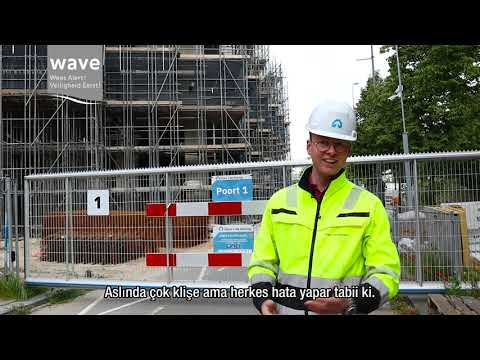 wave
Wees Alert!
Veiligheid Eerst!
Poort 1
1
Aslında çok klişe ama herkes hata yapar tabii ki.